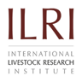 ILRI
INTERNATIONAL
LIVESTOCK RESEARCH
INSTITUTE